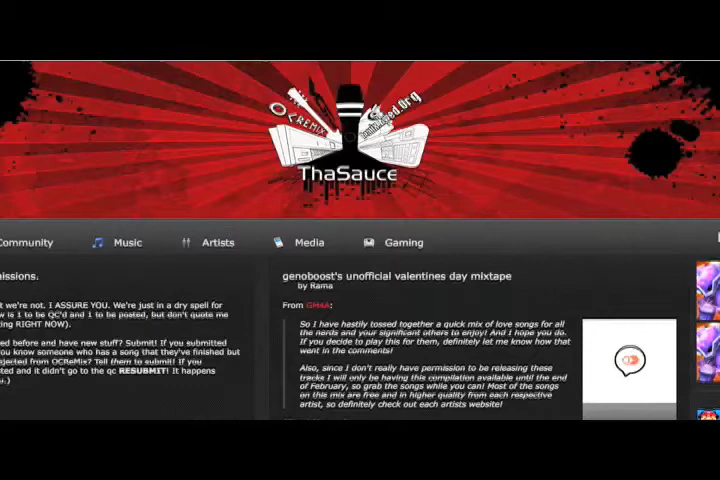 OCREMIX
ThaSauce
Community
Music
Artists
Media
Gaming
issions.
t we're not. I ASSURE YOU. We're just in a dry spell for
w is 1 to be QC'd and 1 to be posted, but don't quote me
ting RIGHT NOW).
ed before and have new stuff? Submit! If you submitted
ou know someone who has a song that they've finished but
ejected from OCReMix? Tell them to submit! If you
ted and it didn't go to the qc RESUBMIT! It happens
u.)
genoboost's unofficial valentines day mixtape
by Rama
From
So I have hastily tossed together a quick mix of love songs for all
the nerds and your significant others to enjoy! And I hope you do.
If you decide to play this for them, definitely let me know how that
went in the comments!
Also, since I don't really have permission to be releasing these
tracks I will only be having this compilation available until the end
of February, so grab the songs while you can! Most of the songs
on this mix are free and in higher quality from each respective
artist, so definitely check out each artists website!